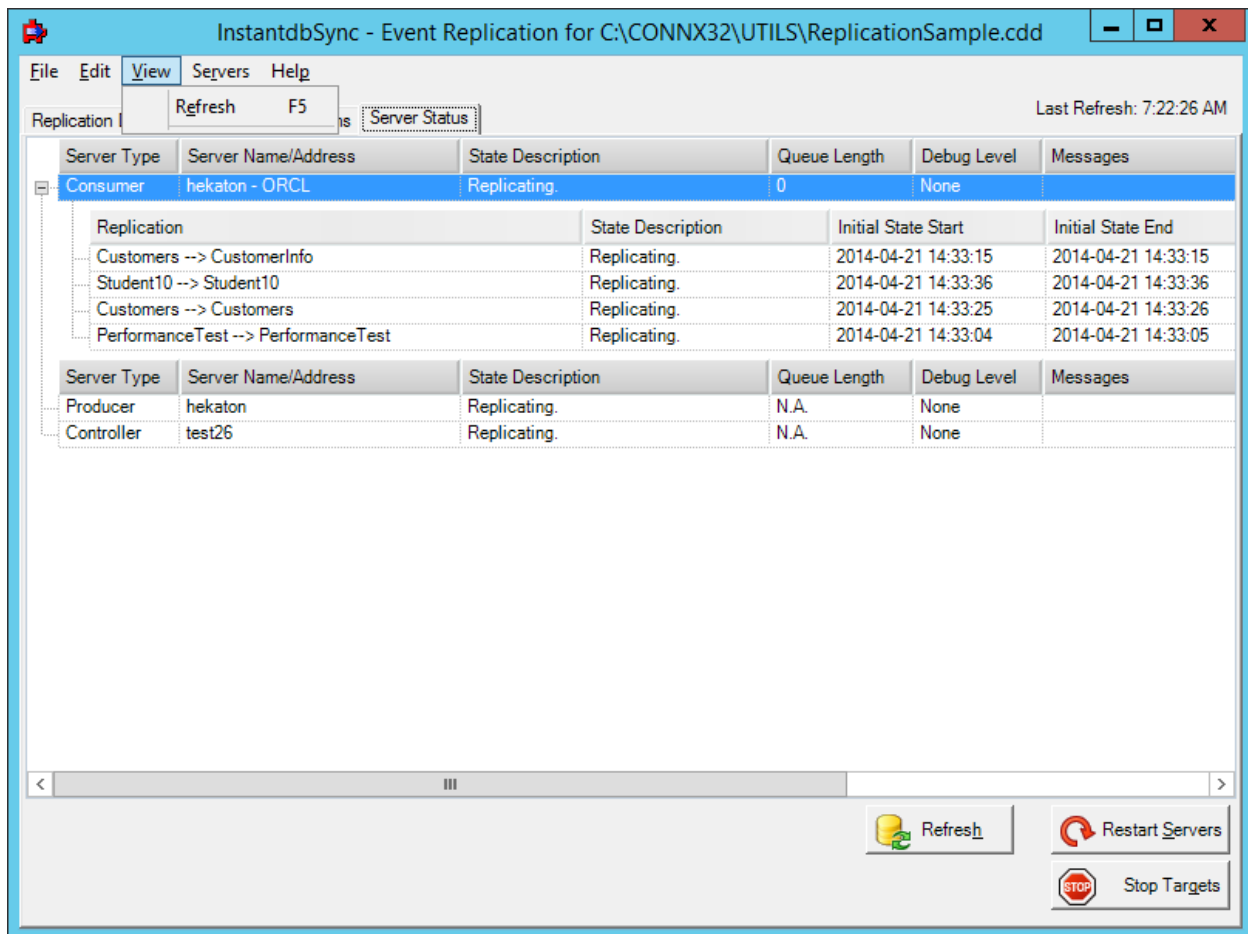 InstantdbSync - Event Replication for C:\CONNX32\UTILS\ReplicationSample.cdd
File Edit View Servers Help
Refresh F5
Last Refresh: 7:22:26 AM
Replication Server Status
Server Type Server Name/Address State Description Queue Length Debug Level Messages
Consumer hekaton - ORCL Replicating. 0 None
Replication State Description Initial State Start Initial State End
Customers --> CustomerInfo Replicating. 2014-04-21 14:33:15 2014-04-21 14:33:15
Student10 --> Student10 Replicating. 2014-04-21 14:33:36 2014-04-21 14:33:36
Customers --> Customers Replicating. 2014-04-21 14:33:25 2014-04-21 14:33:26
PerformanceTest --> PerformanceTest Replicating. 2014-04-21 14:33:04 2014-04-21 14:33:05
Server Type Server Name/Address State Description Queue Length Debug Level Messages
Producer hekaton Replicating. N.A. None
Controller test26 Replicating. N.A. None
Refresh Restart Servers
STOP Stop Targets